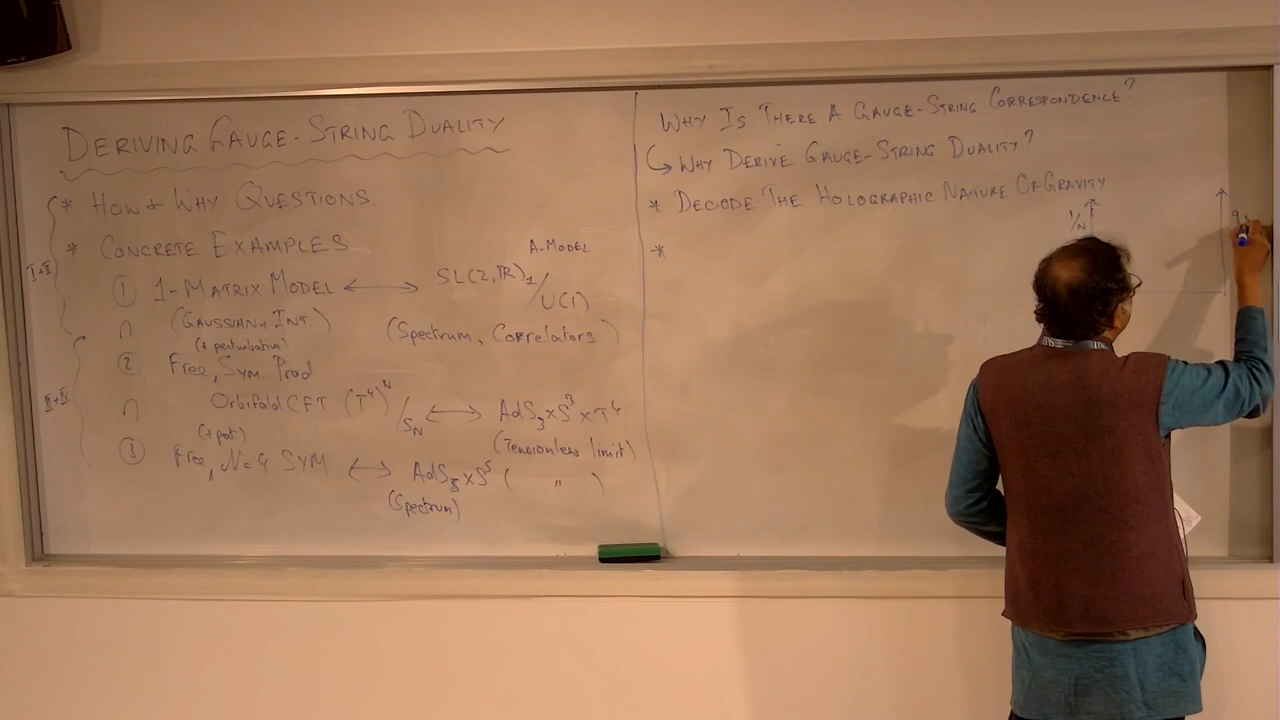 DERIVING GAUGE-STRING DUALITY
* HOW & WHY QUESTIONS.
* CONCRETE EXAMPLES
I+II
A-MODEL
① 1-MATRIX MODEL ⟷ SL(2,IR)₁/U(1)
∩ (GAUSSIAN + INT.) (Spectrum, Correlators)
(+ perturbative)
② Free, Sym. Prod
Orbifold CFT (T⁴)ᴺ/S_N ⟷ AdS₃×S³×T⁴
∩ (Tensionless limit)
(+ pert.)
③ Free, N=4 SYM ⟷ AdS₅×S⁵ ( " )
(Spectrum)
WHY IS THERE A GAUGE-STRING CORRESPONDENCE?
↳ WHY DERIVE GAUGE-STRING DUALITY?
* DECODE THE HOLOGRAPHIC NATURE OF GRAVITY
1/N
*